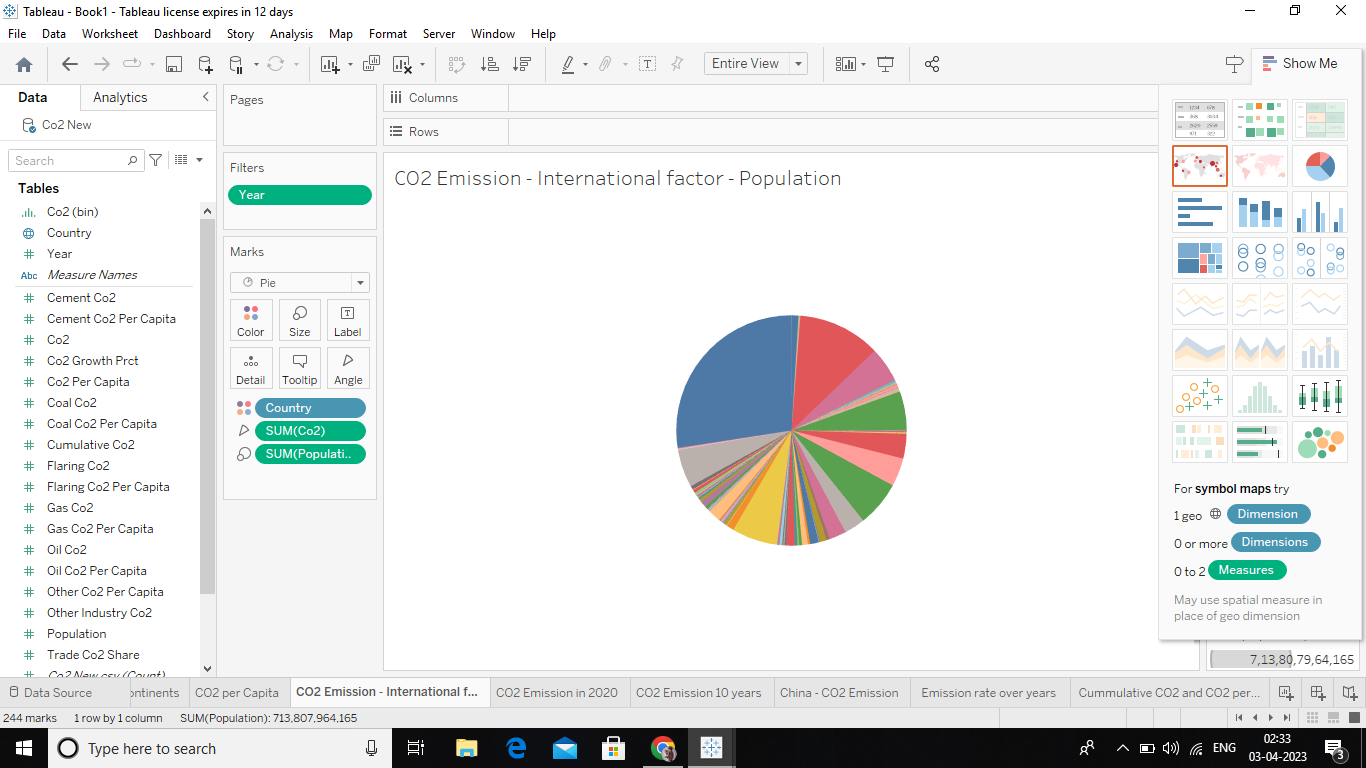 Tableau - Book1 - Tableau license expires in 12 days
File Data Worksheet Dashboard Story Analysis Map Format Server Window Help
Entire View
Show Me
Data Analytics
Co2 New
Search
Tables
Co2 (bin)
Country
Year
Abc Measure Names
Cement Co2
Cement Co2 Per Capita
Co2
Co2 Growth Prct
Co2 Per Capita
Coal Co2
Coal Co2 Per Capita
Cumulative Co2
Flaring Co2
Flaring Co2 Per Capita
Gas Co2
Gas Co2 Per Capita
Oil Co2
Oil Co2 Per Capita
Other Co2 Per Capita
Other Industry Co2
Population
Trade Co2 Share
Co2 New.csv (Count)
Pages
Filters
Year
Marks
Pie
Color Size Label
Detail Tooltip Angle
Country
SUM(Co2)
SUM(Populati..
Columns
Rows
CO2 Emission - International factor - Population
For symbol maps try
1 geo Dimension
0 or more Dimensions
0 to 2 Measures
May use spatial measure in
place of geo dimension
7,13,80,79,64,165
Data Source ontinents CO2 per Capita CO2 Emission - International f... CO2 Emission in 2020 CO2 Emission 10 years China - CO2 Emission Emission rate over years Cummulative CO2 and CO2 per...
244 marks 1 row by 1 column SUM(Population): 713,807,964,165
Type here to search
ENG
02:33
03-04-2023
3